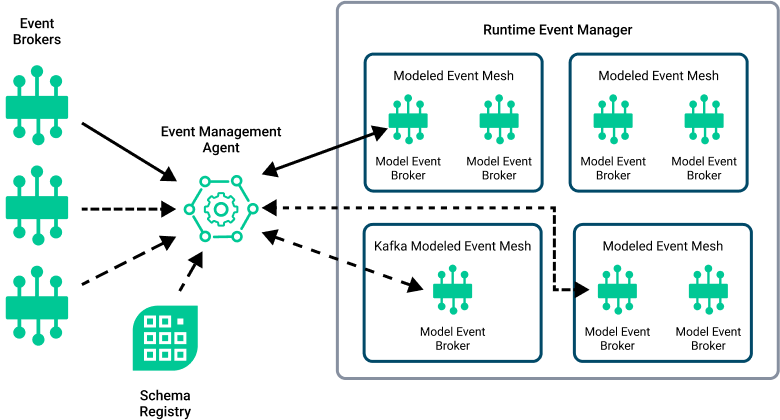 Event
Brokers
Runtime Event Manager
Modeled Event Mesh
Modeled Event Mesh
Event Management
Agent
Model Event
Broker
Model Event
Broker
Model Event
Broker
Model Event
Broker
Kafka Modeled Event Mesh
Modeled Event Mesh
Model Event
Broker
Model Event
Broker
Model Event
Broker
Schema
Registry